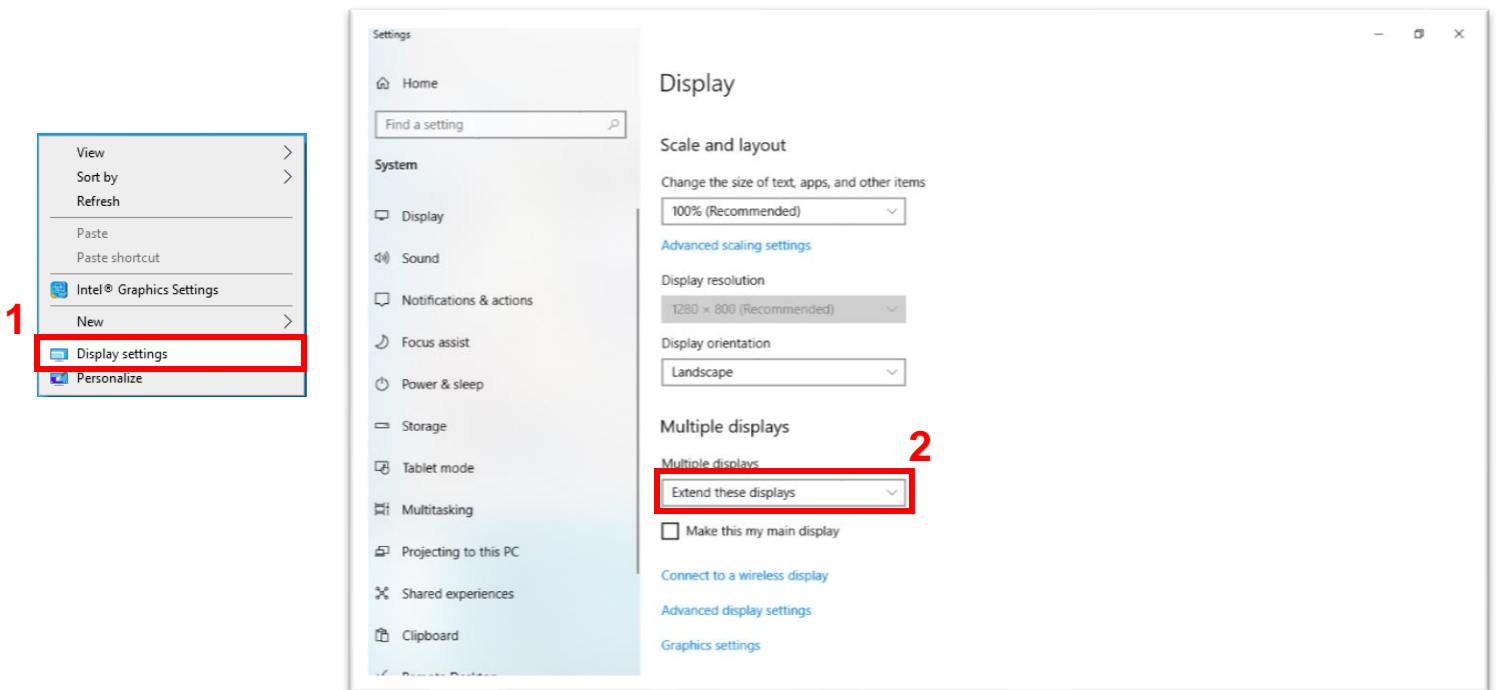 1
View
Sort by
Refresh
Paste
Paste shortcut
Intel® Graphics Settings
New
Display settings
Personalize
Settings
Home
Find a setting
System
Display
Sound
Notifications & actions
Focus assist
Power & sleep
Storage
Tablet mode
Multitasking
Projecting to this PC
Shared experiences
Clipboard
Remote Desktop
Display
Scale and layout
Change the size of text, apps, and other items
100% (Recommended)
Advanced scaling settings
Display resolution
1280 × 800 (Recommended)
Display orientation
Landscape
Multiple displays
2
Multiple displays
Extend these displays
Make this my main display
Connect to a wireless display
Advanced display settings
Graphics settings